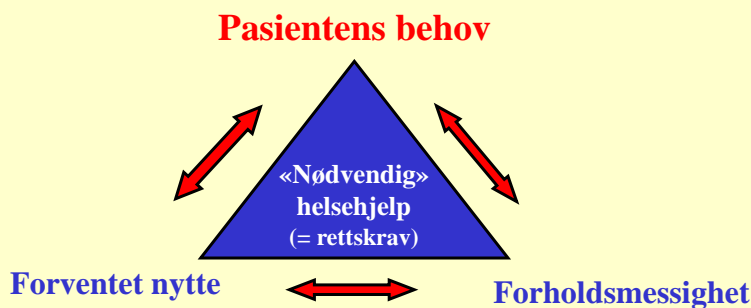 Pasientens behov
«Nødvendig»
helsehjelp
(= rettskrav)
Forventet nytte
Forholdsmessighet